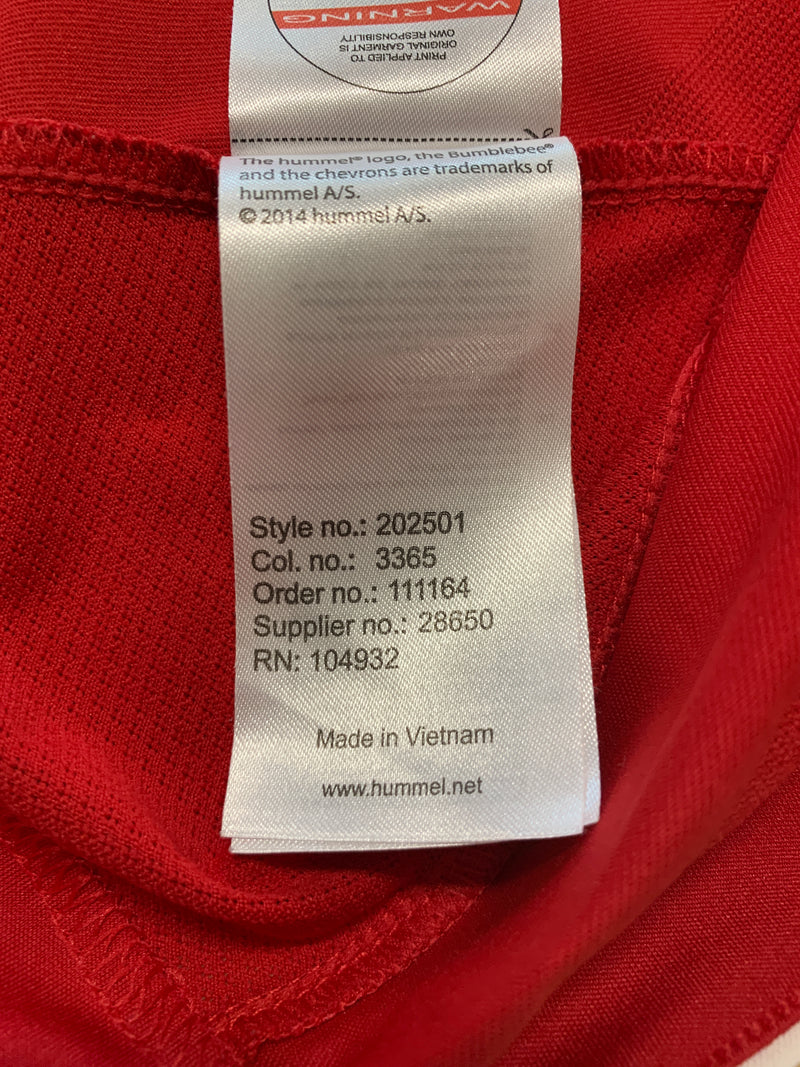 WARNING
PRINT APPLIED TO
ORIGINAL GARMENT IS
OWN RESPONSIBILITY
The hummel® logo, the Bumblebee®
and the chevrons are trademarks of
hummel A/S.
© 2014 hummel A/S.
Style no.: 202501
Col. no.: 3365
Order no.: 111164
Supplier no.: 28650
RN: 104932
Made in Vietnam
www.hummel.net